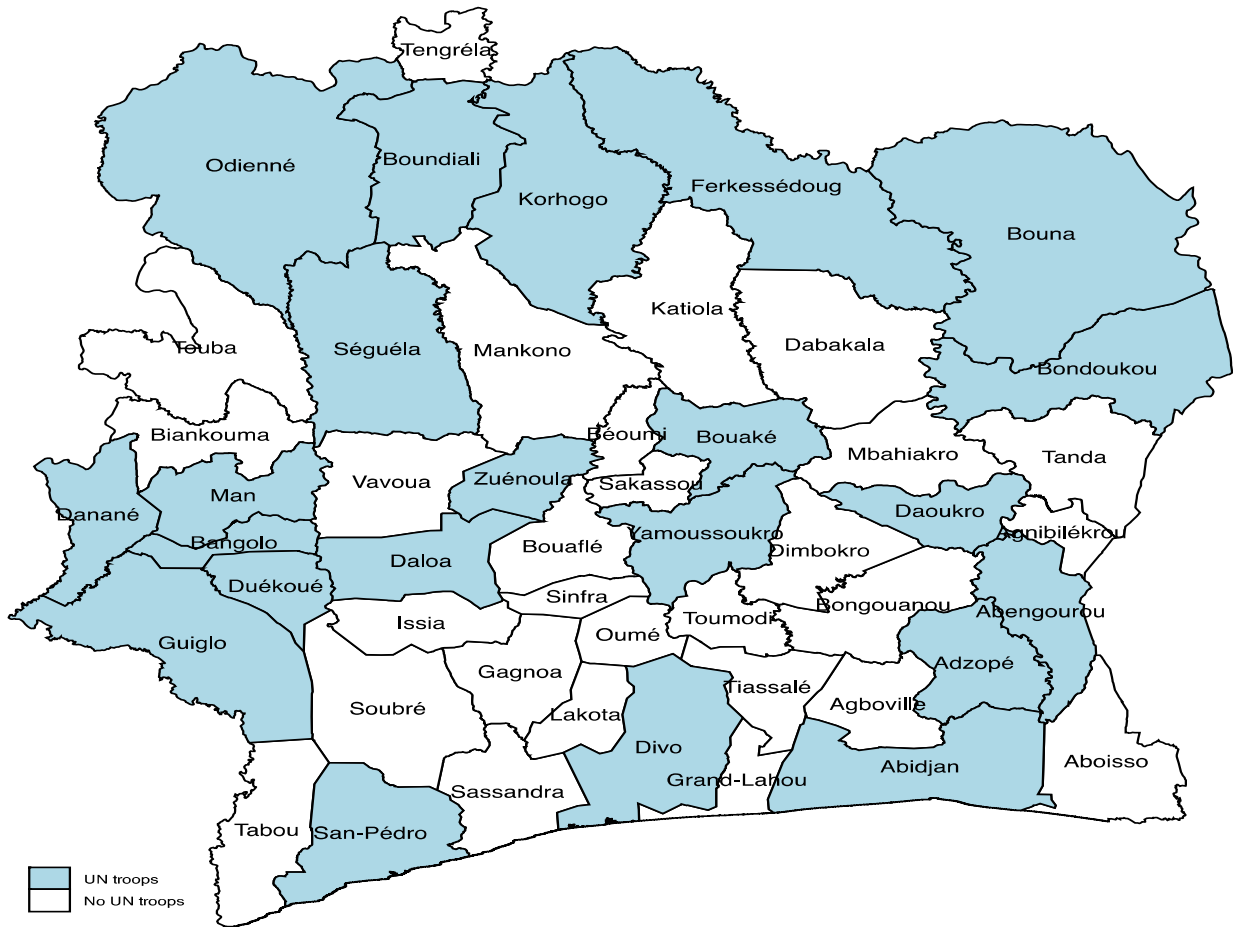 Tengréla
Odienné
Boundiali
Korhogo
Ferkessédoug
Bouna
Katiola
Touba
Séguéla
Mankono
Dabakala
Bondoukou
Biankouma
Béoumi
Bouaké
Mbahiakro
Tanda
Vavoua
Zuénoula
Sakassou
Man
Danané
Daoukro
Agnibilékrou
Yamoussoukro
Bangolo
Bouaflé
Dimbokro
Daloa
Duékoué
Sinfra
Bongouanou
Abengourou
Issia
Oumé
Toumodi
Guiglo
Gagnoa
Adzopé
Tiassalé
Soubré
Lakota
Agboville
Divo
Abidjan
Aboisso
Grand-Lahou
Sassandra
Tabou
San-Pédro
UN troops
No UN troops